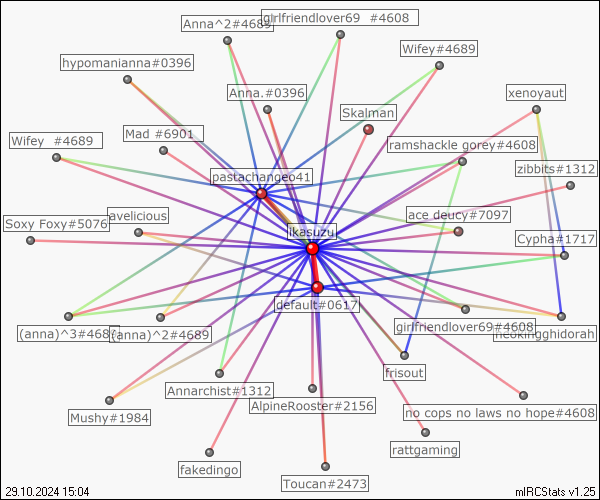 Anna^2#4689
girlfriendlover69 #4608
Wifey#4689
hypomanianna#0396
Anna.#0396
xenoyaut
Skalman
Mad #6901
Wifey #4689
ramshackle gorey#4608
zibbits#1312
pastachangeo41
avelicious
ace deucy#7097
Soxy Foxy#5076
ikasuzu
Cypha#1717
default#0617
(anna)^3#4689
(anna)^2#4689
girlfriendlover69#4608
frisout
Annarchist#1312
AlpineRooster#2156
no cops no laws no hope#4608
Mushy#1984
rattgaming
fakedingo
Toucan#2473
29.10.2024 15:04
mIRCStats v1.25